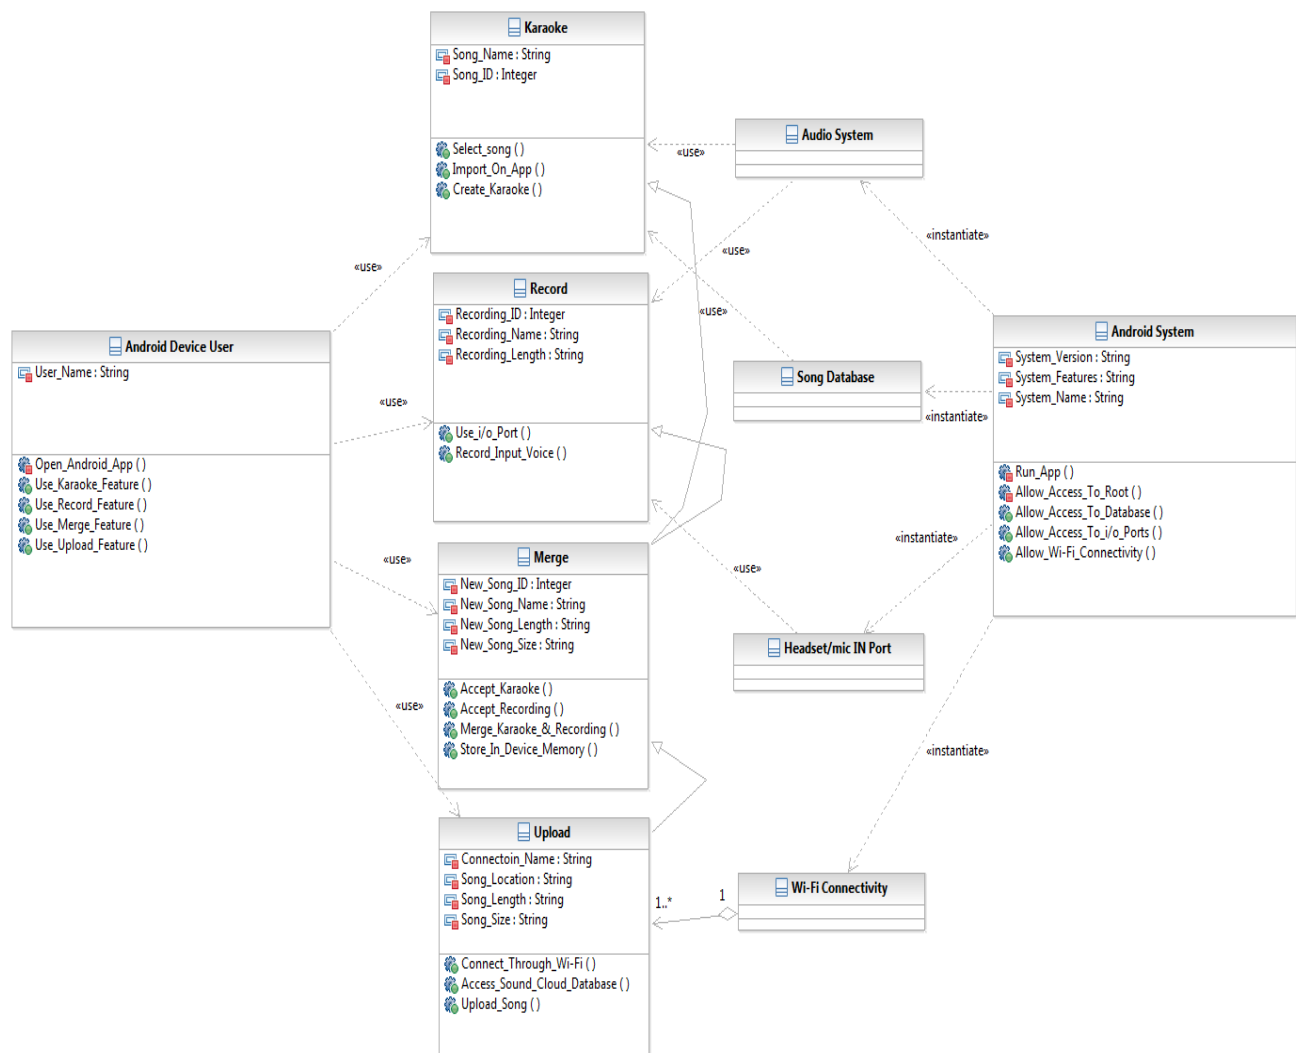 Karaoke
Song_Name : String
Song_ID : Integer
Select_song ( )
Import_On_App ( )
Create_Karaoke ( )
Audio System
«use»
«instantiate»
«use»
«use»
Record
Recording_ID : Integer
Recording_Name : String
Recording_Length : String
Use_i/o_Port ( )
Record_Input_Voice ( )
«use»
Android Device User
User_Name : String
Open_Android_App ( )
Use_Karaoke_Feature ( )
Use_Record_Feature ( )
Use_Merge_Feature ( )
Use_Upload_Feature ( )
«use»
Song Database
«instantiate»
Android System
System_Version : String
System_Features : String
System_Name : String
Run_App ( )
Allow_Access_To_Root ( )
Allow_Access_To_Database ( )
Allow_Access_To_i/o_Ports ( )
Allow_Wi-Fi_Connectivity ( )
«instantiate»
«use»
«use»
Merge
New_Song_ID : Integer
New_Song_Name : String
New_Song_Length : String
New_Song_Size : String
Accept_Karaoke ( )
Accept_Recording ( )
Merge_Karaoke_&_Recording ( )
Store_In_Device_Memory ( )
Headset/mic IN Port
«use»
«instantiate»
Upload
Connectoin_Name : String
Song_Location : String
Song_Length : String
Song_Size : String
Connect_Through_Wi-Fi ( )
Access_Sound_Cloud_Database ( )
Upload_Song ( )
1..*
1
Wi-Fi Connectivity